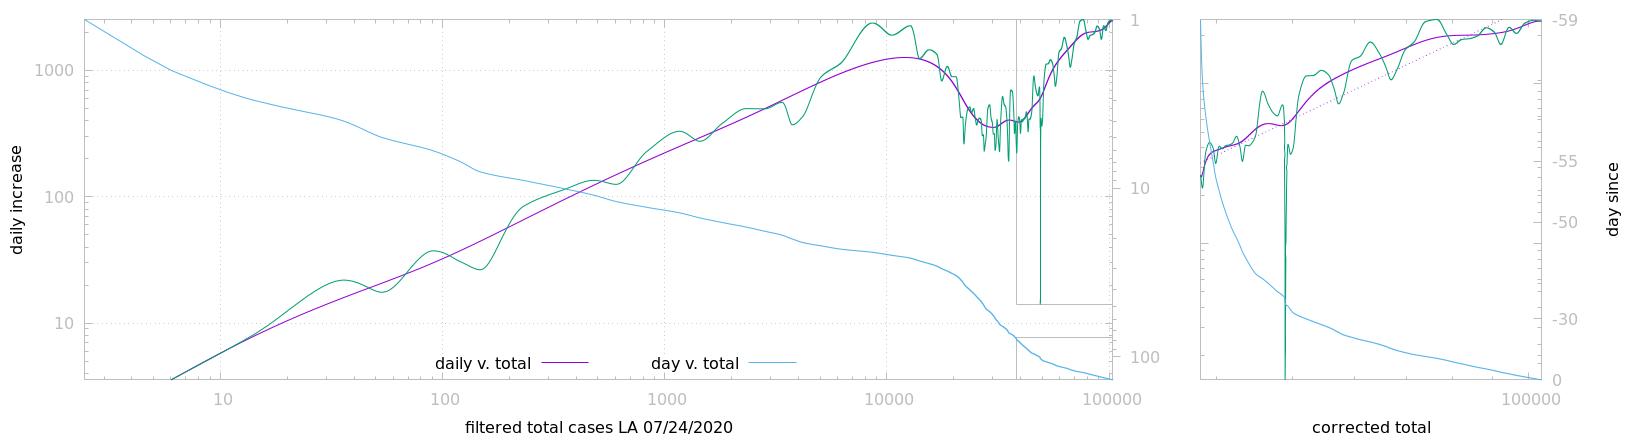 1000
100
10
daily increase
daily v. total
day v. total
10
100
1000
10000
100000
filtered total cases LA 07/24/2020
1
10
100
-59
-55
-50
-30
0
day since
100000
corrected total